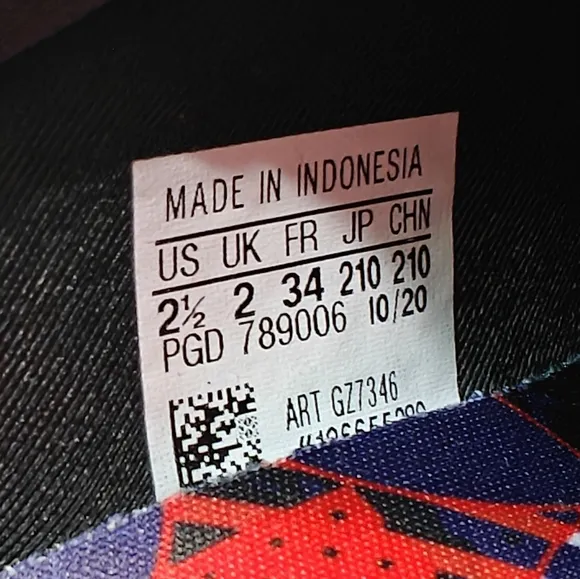 MADE IN INDONESIA
US UK FR JP CHN
2½ 2 34 210 210
PGD 789006 10/20
ART GZ7346